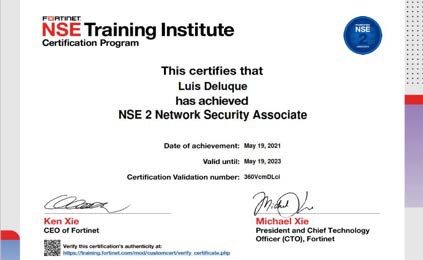 FORTINET
NSE Training Institute
Certification Program
NSE
2
This certifies that
Luis Deluque
has achieved
NSE 2 Network Security Associate
Date of achievement: May 19, 2021
Valid until: May 19, 2023
Certification Validation number: 360VcmDLci
Ken Xie
CEO of Fortinet
Michael Xie
President and Chief Technology
Officer (CTO), Fortinet
Verify this certification's authenticity at:
https://training.fortinet.com/mod/customcert/verify_certificate.php